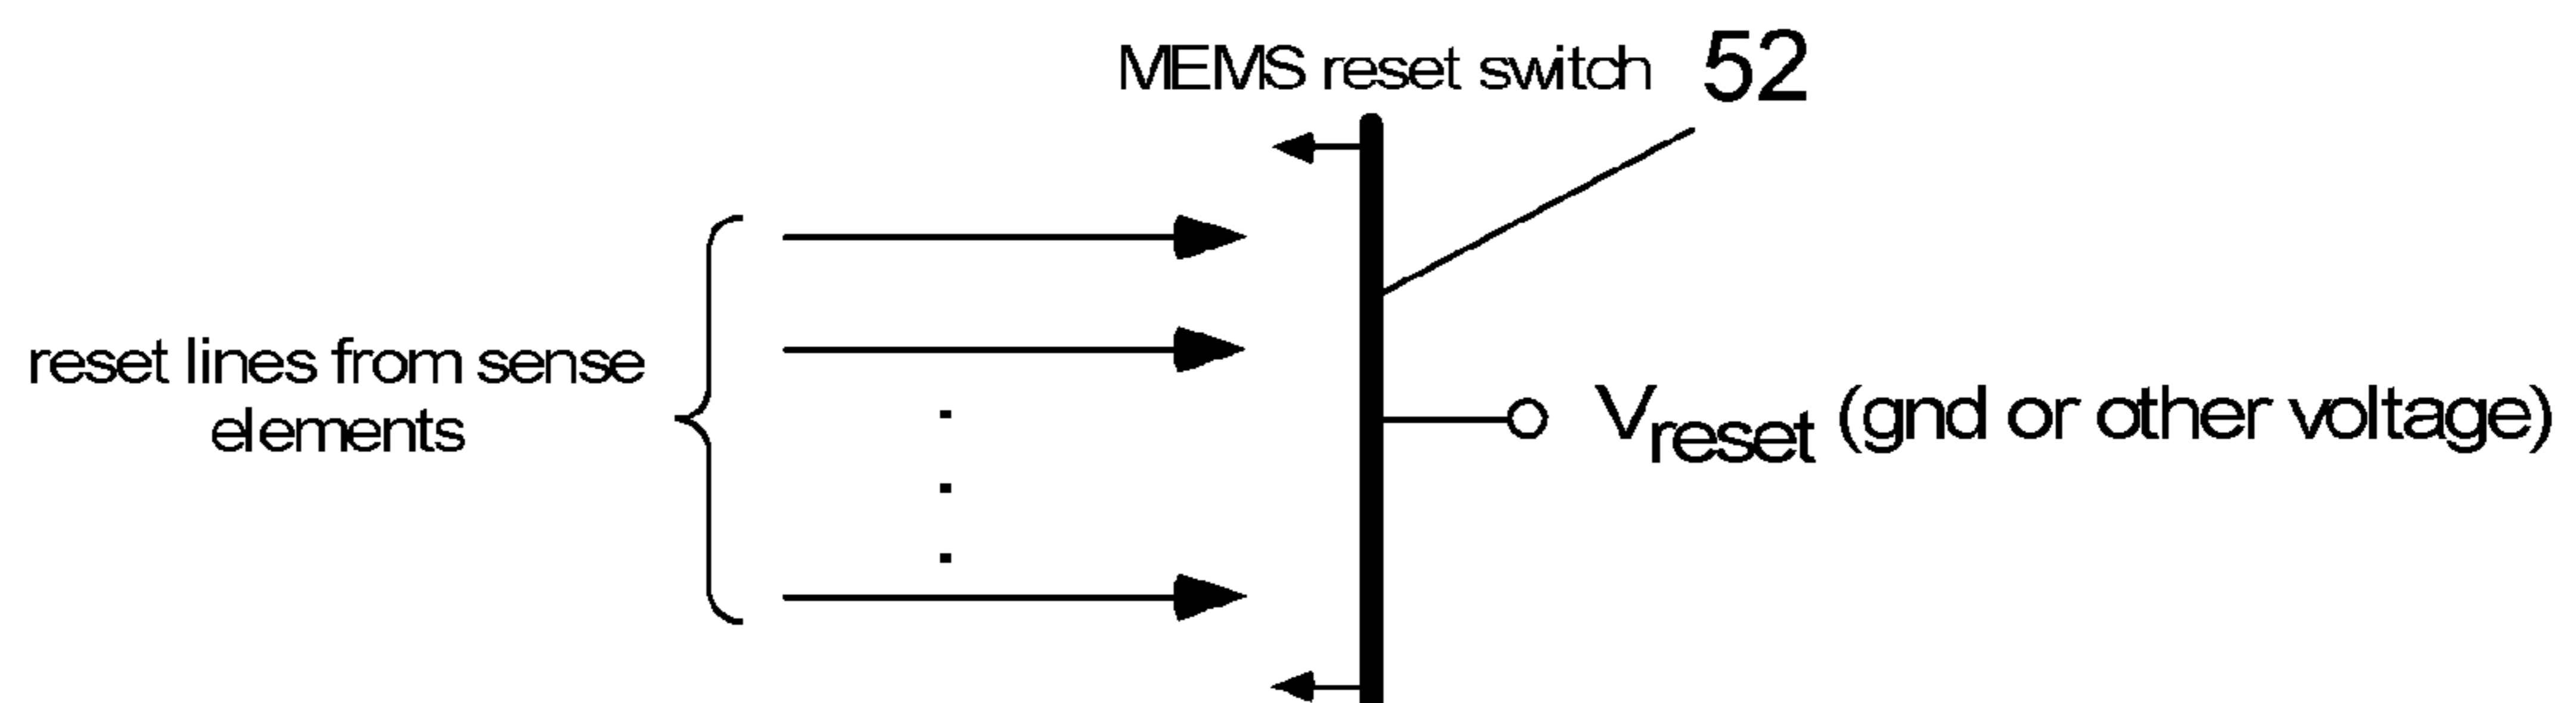 MEMS reset switch 52
reset lines from sense
elements
Vreset (gnd or other voltage)